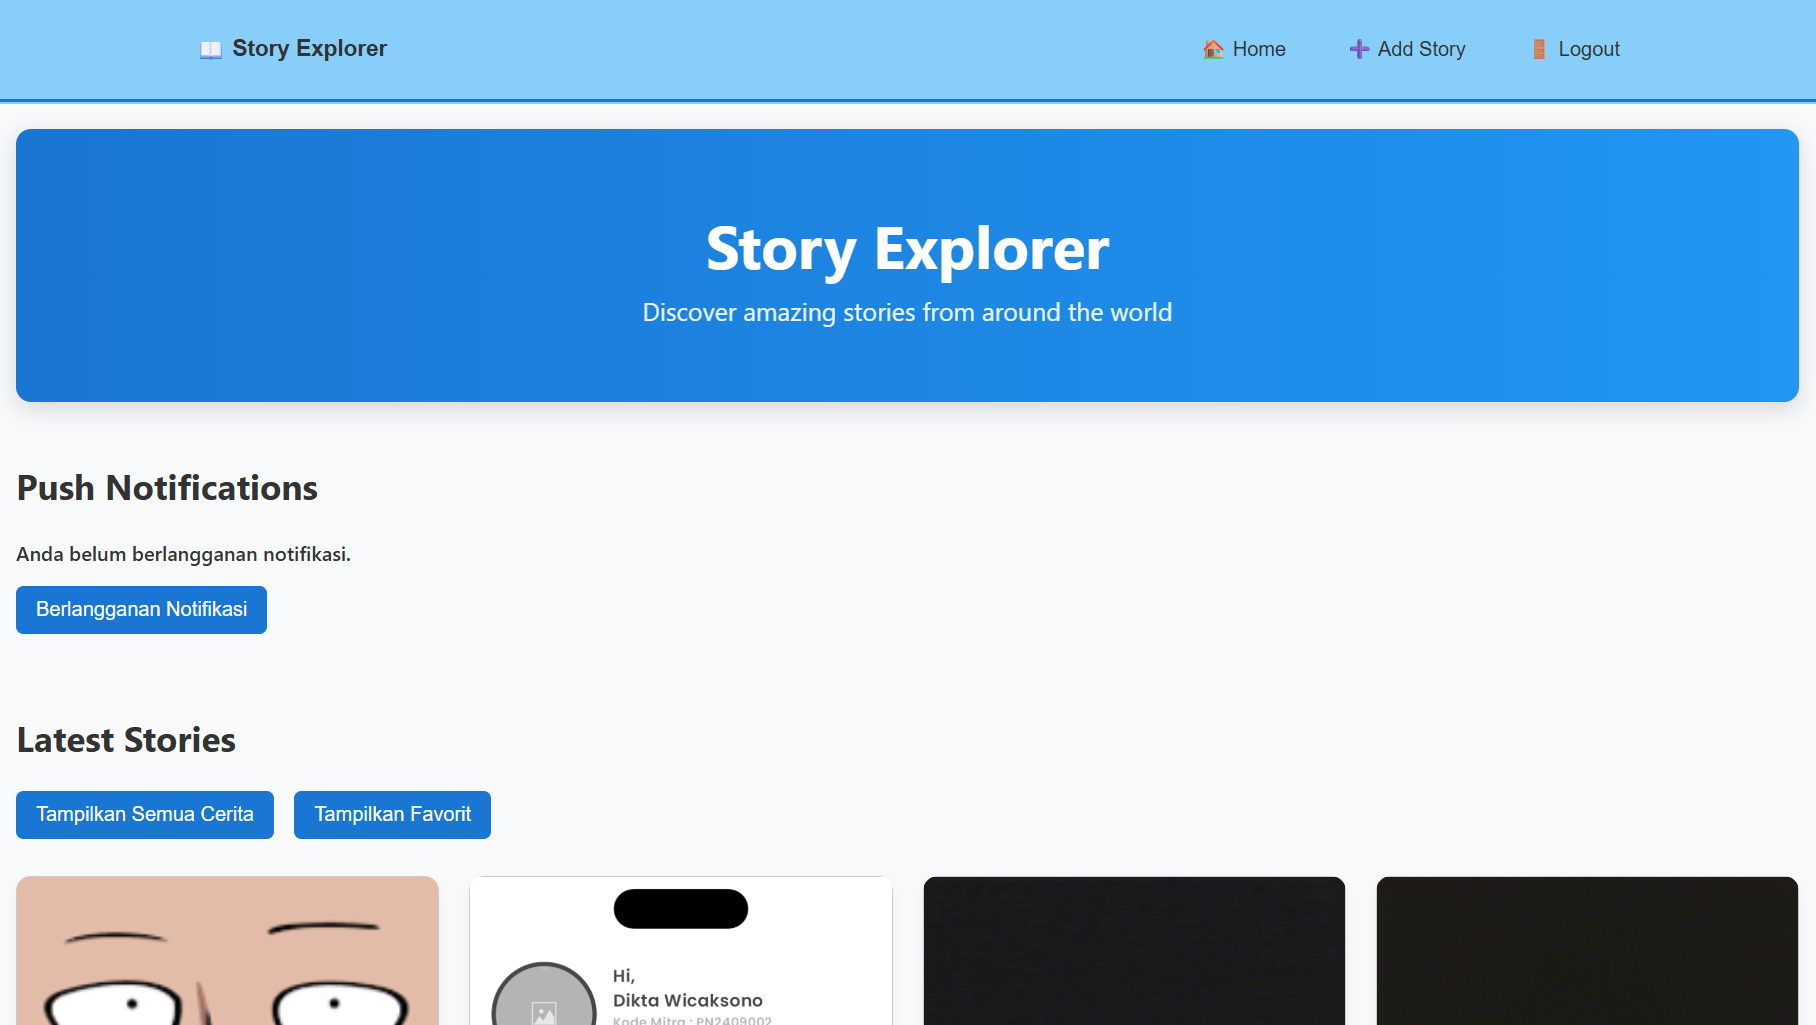 📖 Story Explorer
🏠 Home
➕ Add Story
🚪 Logout
Story Explorer
Discover amazing stories from around the world
Push Notifications
Anda belum berlangganan notifikasi.
Berlangganan Notifikasi
Latest Stories
Tampilkan Semua Cerita
Tampilkan Favorit
Hi,
Dikta Wicaksono
Kode Mitra : PN2409002